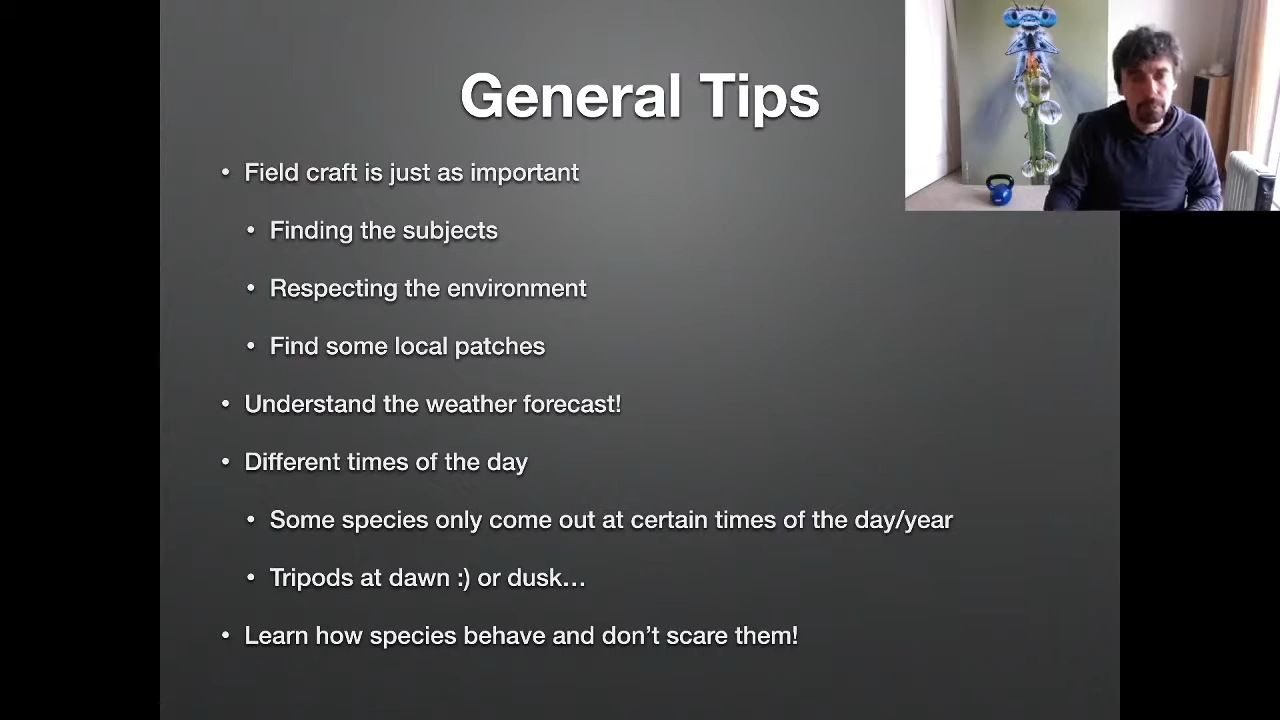 General Tips
• Field craft is just as important
• Finding the subjects
• Respecting the environment
• Find some local patches
• Understand the weather forecast!
• Different times of the day
• Some species only come out at certain times of the day/year
• Tripods at dawn :) or dusk…
• Learn how species behave and don’t scare them!